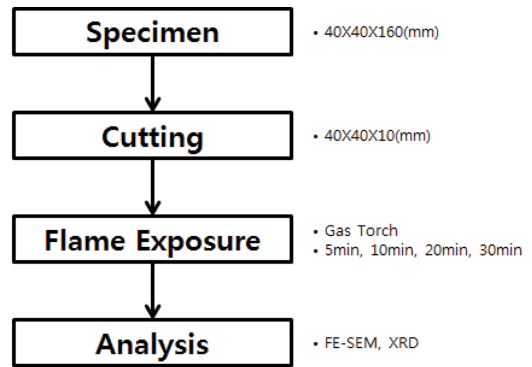 Specimen
• 40X40X160(mm)
Cutting
• 40X40X10(mm)
Flame Exposure
• Gas Torch
• 5min, 10min, 20min, 30min
Analysis
• FE-SEM, XRD